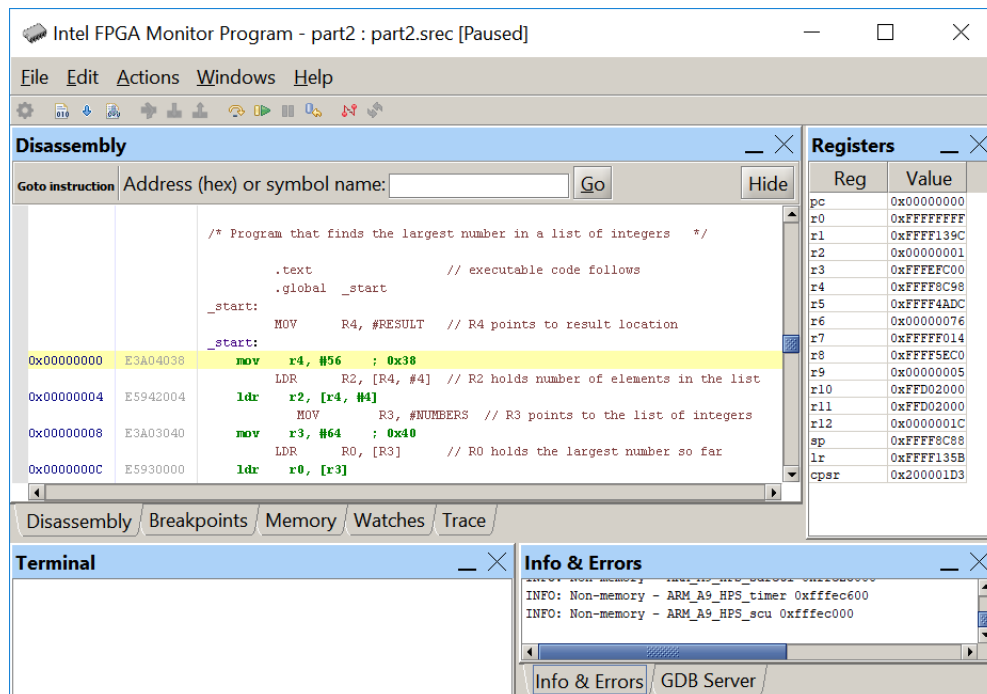 Intel FPGA Monitor Program - part2 : part2.srec [Paused]
File Edit Actions Windows Help
Disassembly
Goto instruction Address (hex) or symbol name: Go Hide
/* Program that finds the largest number in a list of integers */
.text // executable code follows
.global _start
_start:
MOV R4, #RESULT // R4 points to result location
_start:
0x00000000 E3A04038 mov r4, #56 ; 0x38
LDR R2, [R4, #4] // R2 holds number of elements in the list
0x00000004 E5942004 ldr r2, [r4, #4]
MOV R3, #NUMBERS // R3 points to the list of integers
0x00000008 E3A03040 mov r3, #64 ; 0x40
LDR R0, [R3] // R0 holds the largest number so far
0x0000000C E5930000 ldr r0, [r3]
Disassembly Breakpoints Memory Watches Trace
Registers
Reg Value
pc 0x00000000
r0 0xFFFFFFFF
r1 0xFFFF139C
r2 0x00000001
r3 0xFFFEFC00
r4 0xFFFF8C98
r5 0xFFFF4ADC
r6 0x00000076
r7 0xFFFFF014
r8 0xFFFF5EC0
r9 0x00000005
r10 0xFFD02000
r11 0xFFD02000
r12 0x0000001C
sp 0xFFFF8C88
lr 0xFFFF135B
cpsr 0x200001D3
Terminal
Info & Errors
INFO: Non-memory - ARM_A9_HPS_timer 0xfffec600
INFO: Non-memory - ARM_A9_HPS_scu 0xfffec000
Info & Errors GDB Server